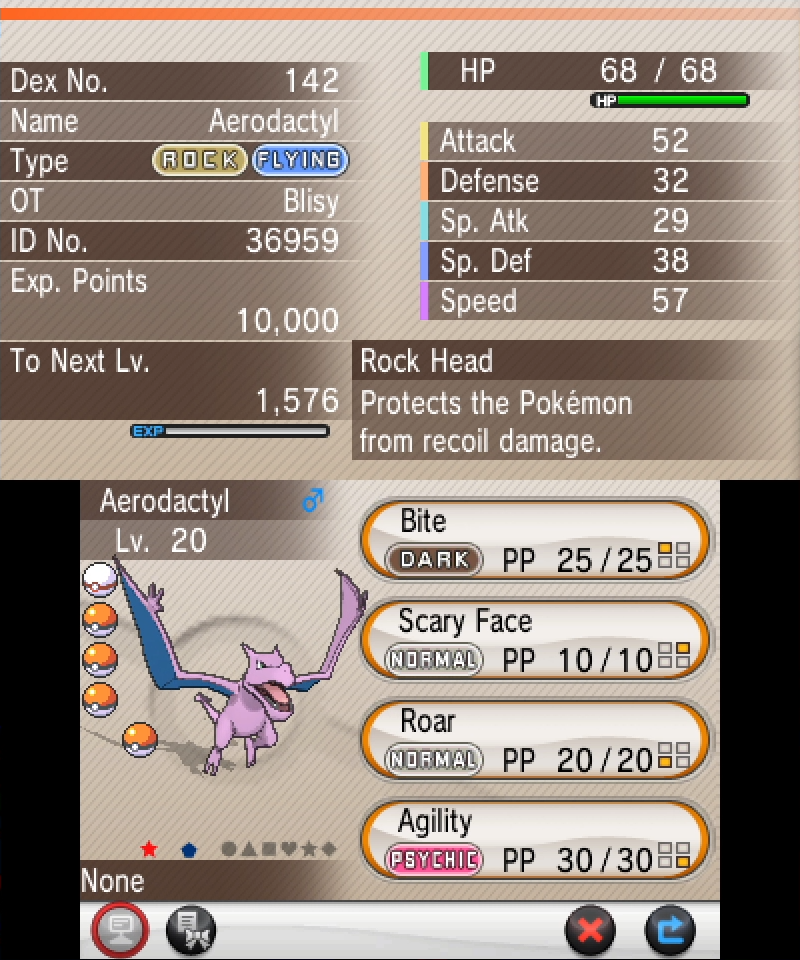 Dex No. 142
Name Aerodactyl
Type ROCK FLYING
OT Blisy
ID No. 36959
Exp. Points
10,000
To Next Lv.
1,576
EXP
HP 68 / 68
HP
Attack 52
Defense 32
Sp. Atk 29
Sp. Def 38
Speed 57
Rock Head
Protects the Pokémon
from recoil damage.
Aerodactyl ♂
Lv. 20
Bite
DARK PP 25/25
Scary Face
NORMAL PP 10/10
Roar
NORMAL PP 20/20
Agility
PSYCHIC PP 30/30
None